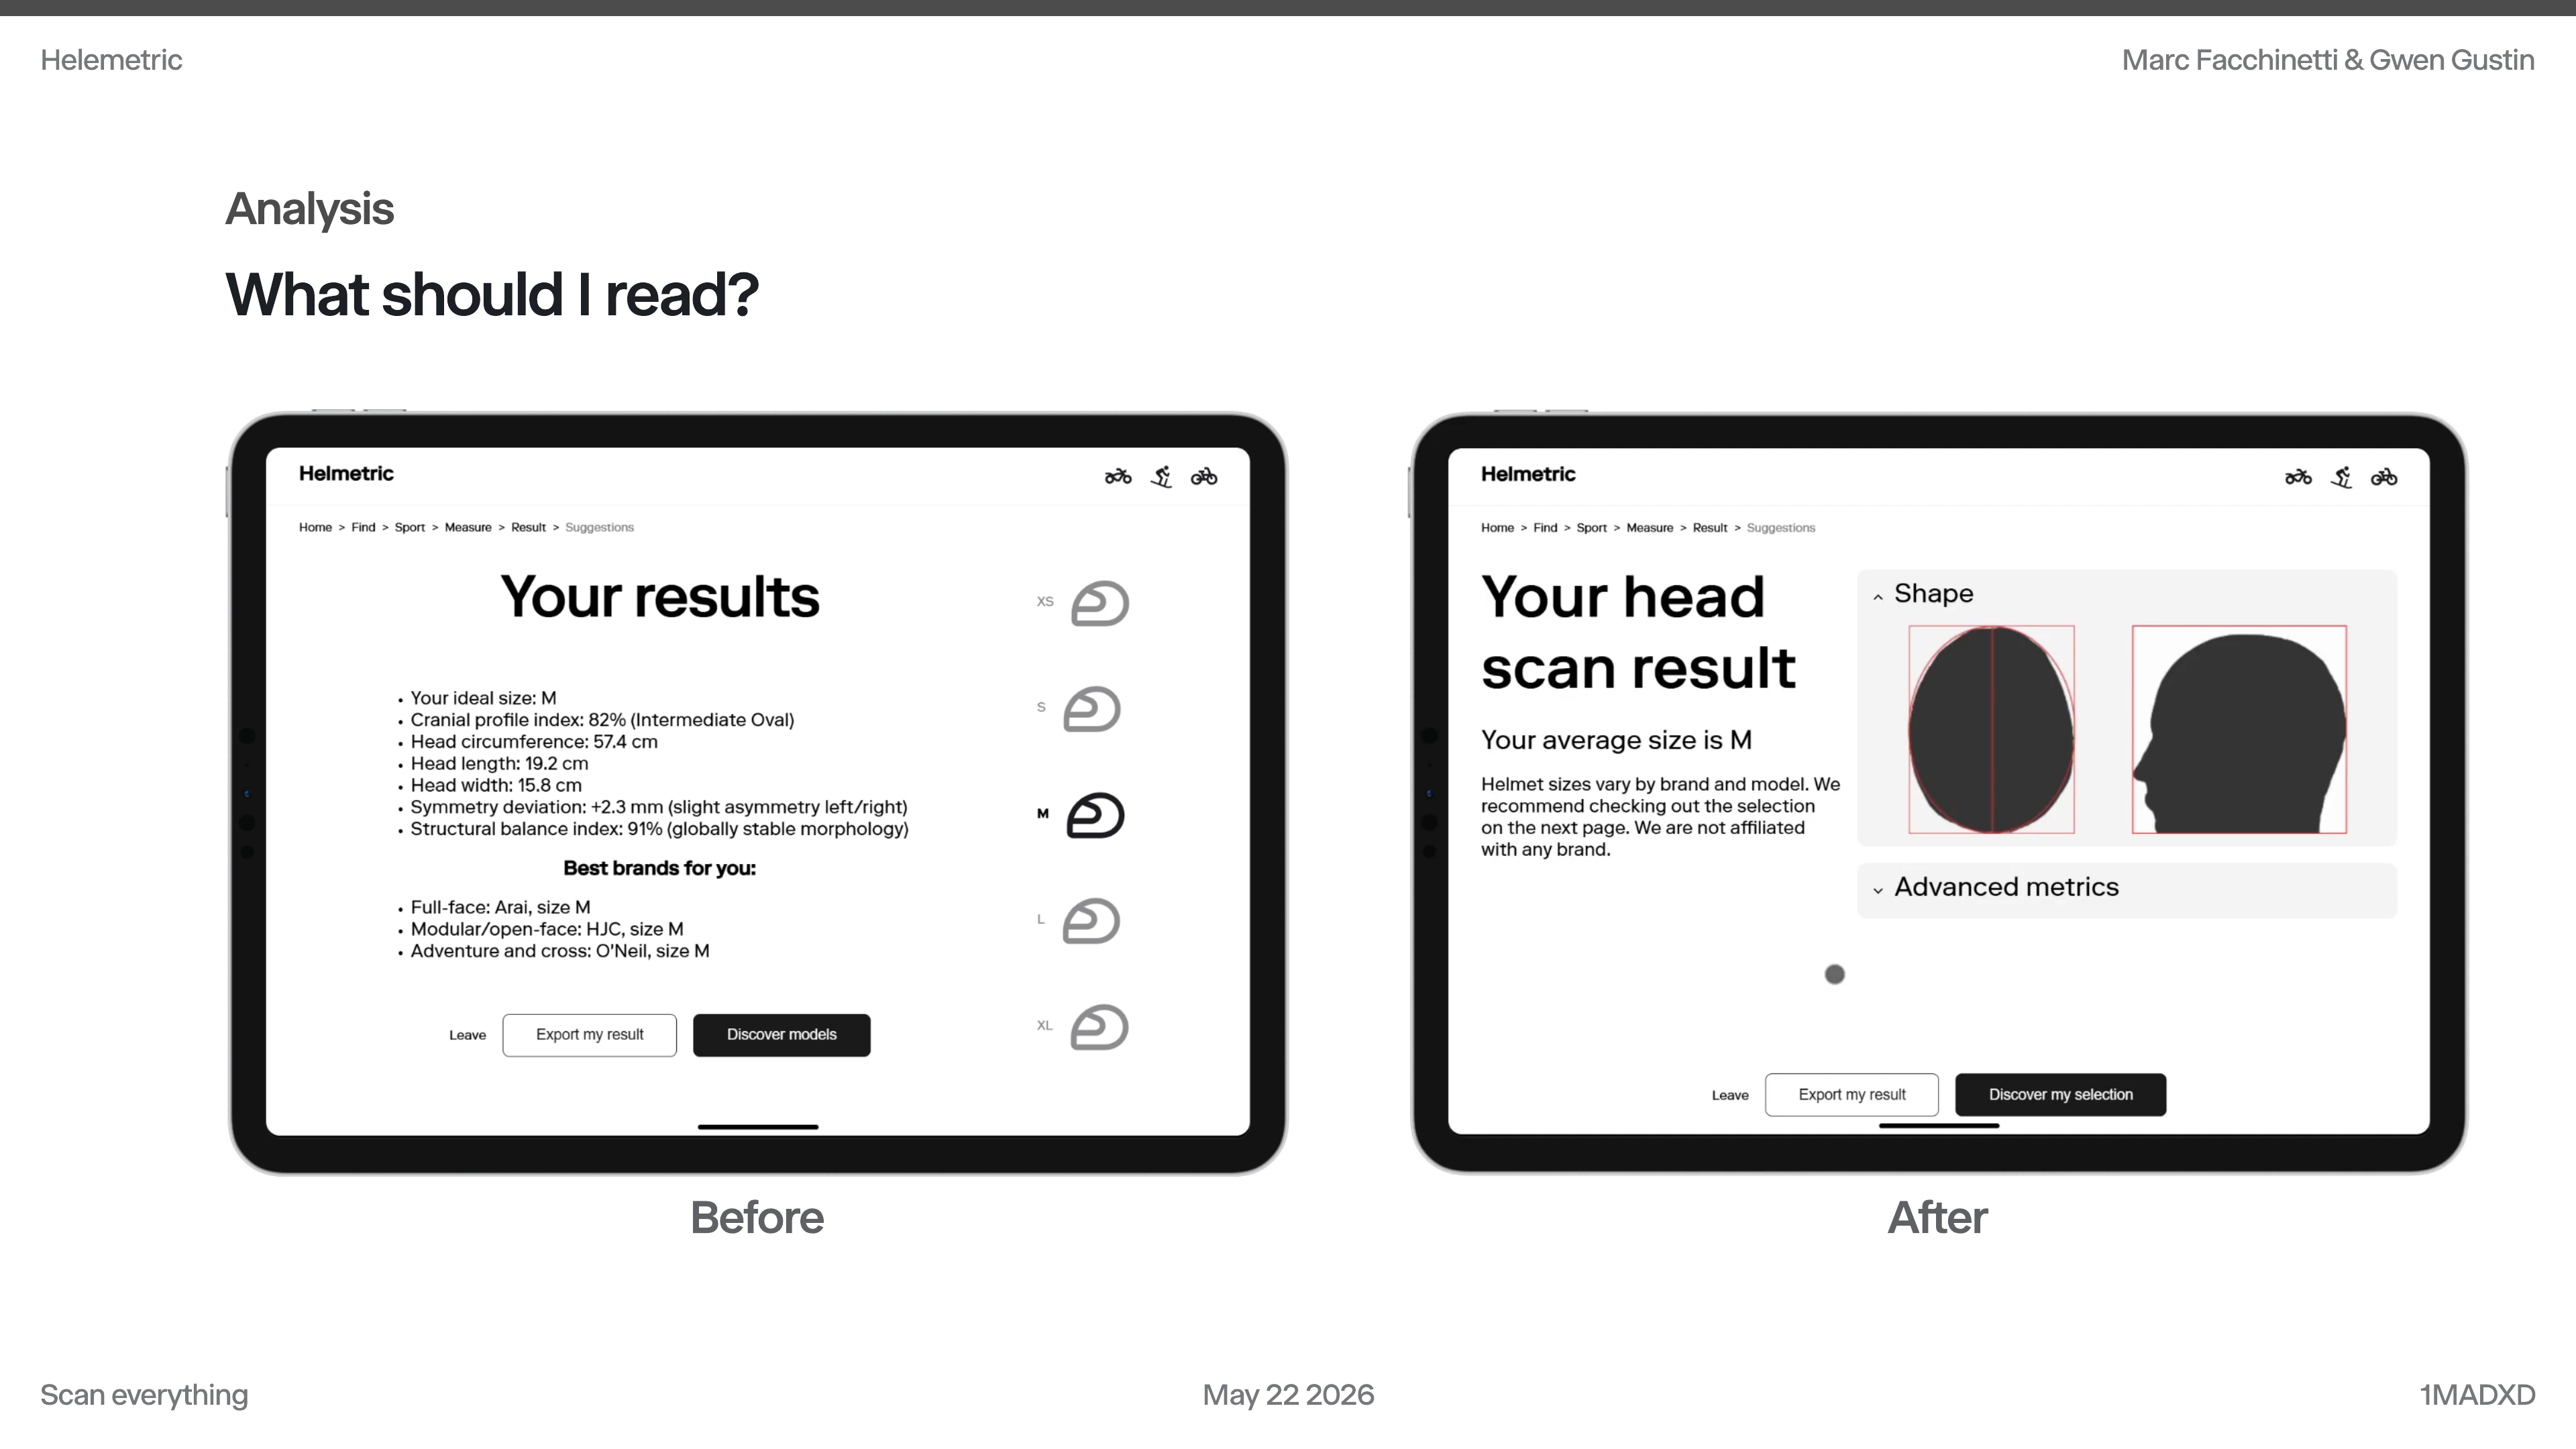 Helemetric
Marc Facchinetti & Gwen Gustin
Analysis
What should I read?
Helmetric
Home > Find > Sport > Measure > Result > Suggestions
Your results
• Your ideal size: M
• Cranial profile index: 82% (Intermediate Oval)
• Head circumference: 57.4 cm
• Head length: 19.2 cm
• Head width: 15.8 cm
• Symmetry deviation: +2.3 mm (slight asymmetry left/right)
• Structural balance index: 91% (globally stable morphology)
Best brands for you:
• Full-face: Arai, size M
• Modular/open-face: HJC, size M
• Adventure and cross: O'Neil, size M
Leave
Export my result
Discover models
XS
S
M
L
XL
Before
Helmetric
Home > Find > Sport > Measure > Result > Suggestions
Your head
scan result
Your average size is M
Helmet sizes vary by brand and model. We
recommend checking out the selection
on the next page. We are not affiliated
with any brand.
Shape
Advanced metrics
Leave
Export my result
Discover my selection
After
Scan everything
May 22 2026
1MADXD